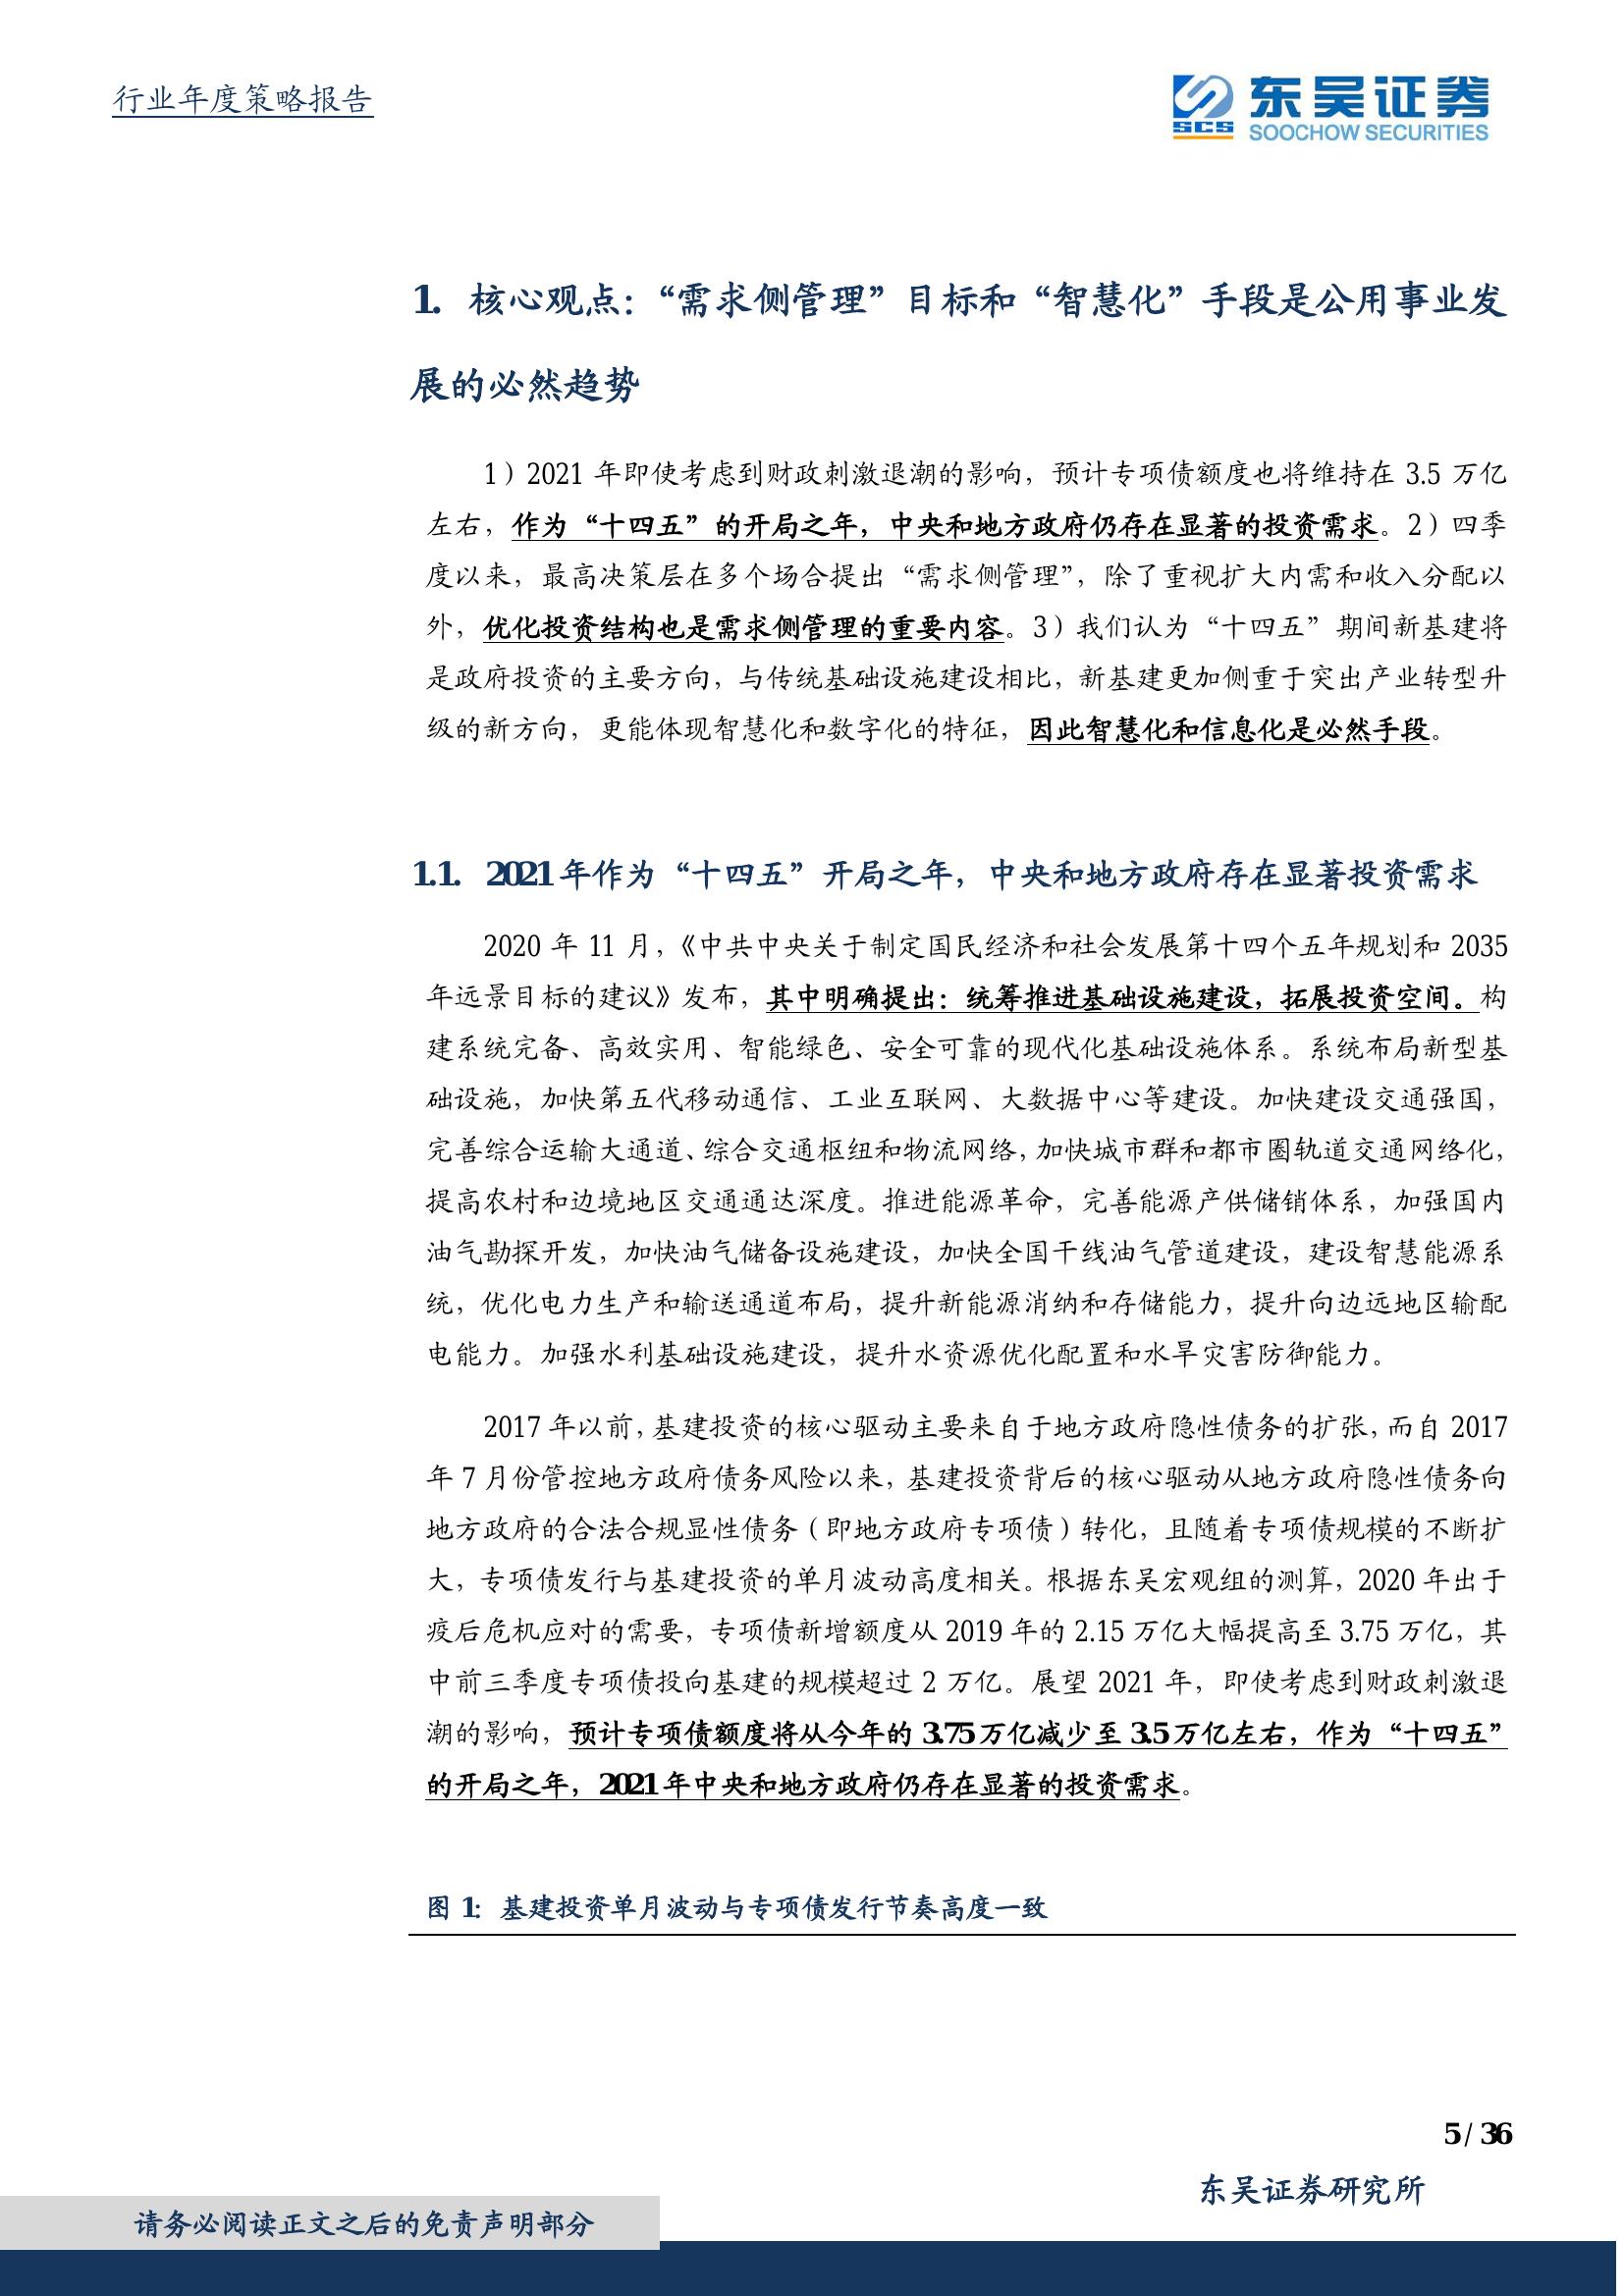 行业年度策略报告
东吴证券
SCS
SOOCHOW SECURITIES
1. 核心观点：“需求侧管理”目标和“智慧化”手段是公用事业发
展的必然趋势
1）2021 年即使考虑到财政刺激退潮的影响，预计专项债额度也将维持在 3.5 万亿
左右，作为“十四五”的开局之年，中央和地方政府仍存在显著的投资需求。2）四季
度以来，最高决策层在多个场合提出“需求侧管理”，除了重视扩大内需和收入分配以
外，优化投资结构也是需求侧管理的重要内容。3）我们认为“十四五”期间新基建将
是政府投资的主要方向，与传统基础设施建设相比，新基建更加侧重于突出产业转型升
级的新方向，更能体现智慧化和数字化的特征，因此智慧化和信息化是必然手段。
1.1. 2021 年作为“十四五”开局之年，中央和地方政府存在显著投资需求
2020 年 11 月，《中共中央关于制定国民经济和社会发展第十四个五年规划和 2035
年远景目标的建议》发布，其中明确提出：统筹推进基础设施建设，拓展投资空间。构
建系统完备、高效实用、智能绿色、安全可靠的现代化基础设施体系。系统布局新型基
础设施，加快第五代移动通信、工业互联网、大数据中心等建设。加快建设交通强国，
完善综合运输大通道、综合交通枢纽和物流网络，加快城市群和都市圈轨道交通网络化，
提高农村和边境地区交通通达深度。推进能源革命，完善能源产供储销体系，加强国内
油气勘探开发，加快油气储备设施建设，加快全国干线油气管道建设，建设智慧能源系
统，优化电力生产和输送通道布局，提升新能源消纳和存储能力，提升向边远地区输配
电能力。加强水利基础设施建设，提升水资源优化配置和水旱灾害防御能力。
2017 年以前，基建投资的核心驱动主要来自于地方政府隐性债务的扩张，而自 2017
年 7 月份管控地方政府债务风险以来，基建投资背后的核心驱动从地方政府隐性债务向
地方政府的合法合规显性债务（即地方政府专项债）转化，且随着专项债规模的不断扩
大，专项债发行与基建投资的单月波动高度相关。根据东吴宏观组的测算，2020 年出于
疫后危机应对的需要，专项债新增额度从 2019 年的 2.15 万亿大幅提高至 3.75 万亿，其
中前三季度专项债投向基建的规模超过 2 万亿。展望 2021 年，即使考虑到财政刺激退
潮的影响，预计专项债额度将从今年的 3.75 万亿减少至 3.5 万亿左右，作为“十四五”
的开局之年，2021 年中央和地方政府仍存在显著的投资需求。
图 1：基建投资单月波动与专项债发行节奏高度一致
5 / 36
东吴证券研究所
请务必阅读正文之后的免责声明部分